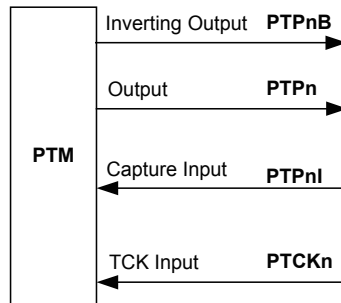 Inverting Output PTPnB
Output PTPn
PTM
Capture Input PTPnI
TCK Input PTCKn